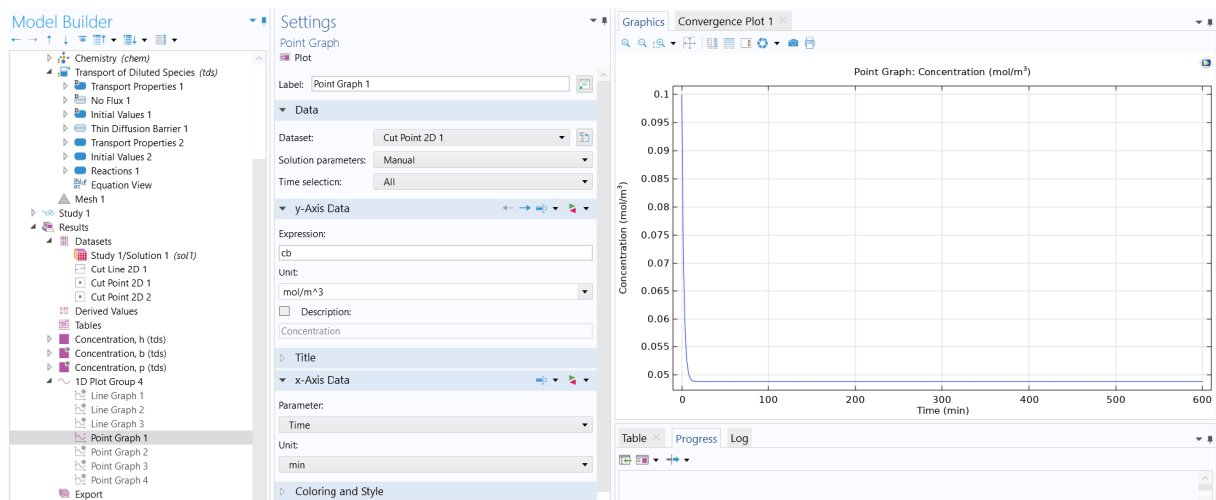 Model Builder
Chemistry (chem)
Transport of Diluted Species (tds)
Transport Properties 1
No Flux 1
Initial Values 1
Thin Diffusion Barrier 1
Transport Properties 2
Initial Values 2
Reactions 1
Equation View
Mesh 1
Study 1
Results
Datasets
Study 1/Solution 1 (sol1)
Cut Line 2D 1
Cut Point 2D 1
Cut Point 2D 2
Derived Values
Tables
Concentration, h (tds)
Concentration, b (tds)
Concentration, p (tds)
1D Plot Group 4
Line Graph 1
Line Graph 2
Line Graph 3
Point Graph 1
Point Graph 2
Point Graph 3
Point Graph 4
Export
Settings
Point Graph
Plot
Label: Point Graph 1
Data
Dataset: Cut Point 2D 1
Solution parameters: Manual
Time selection: All
y-Axis Data
Expression:
cb
Unit:
mol/m^3
Description:
Concentration
Title
x-Axis Data
Parameter:
Time
Unit:
min
Coloring and Style
Graphics Convergence Plot 1
Point Graph: Concentration (mol/m³)
Concentration (mol/m³)
0.1
0.095
0.09
0.085
0.08
0.075
0.07
0.065
0.06
0.055
0.05
0 100 200 300 400 500 600
Time (min)
Table Progress Log